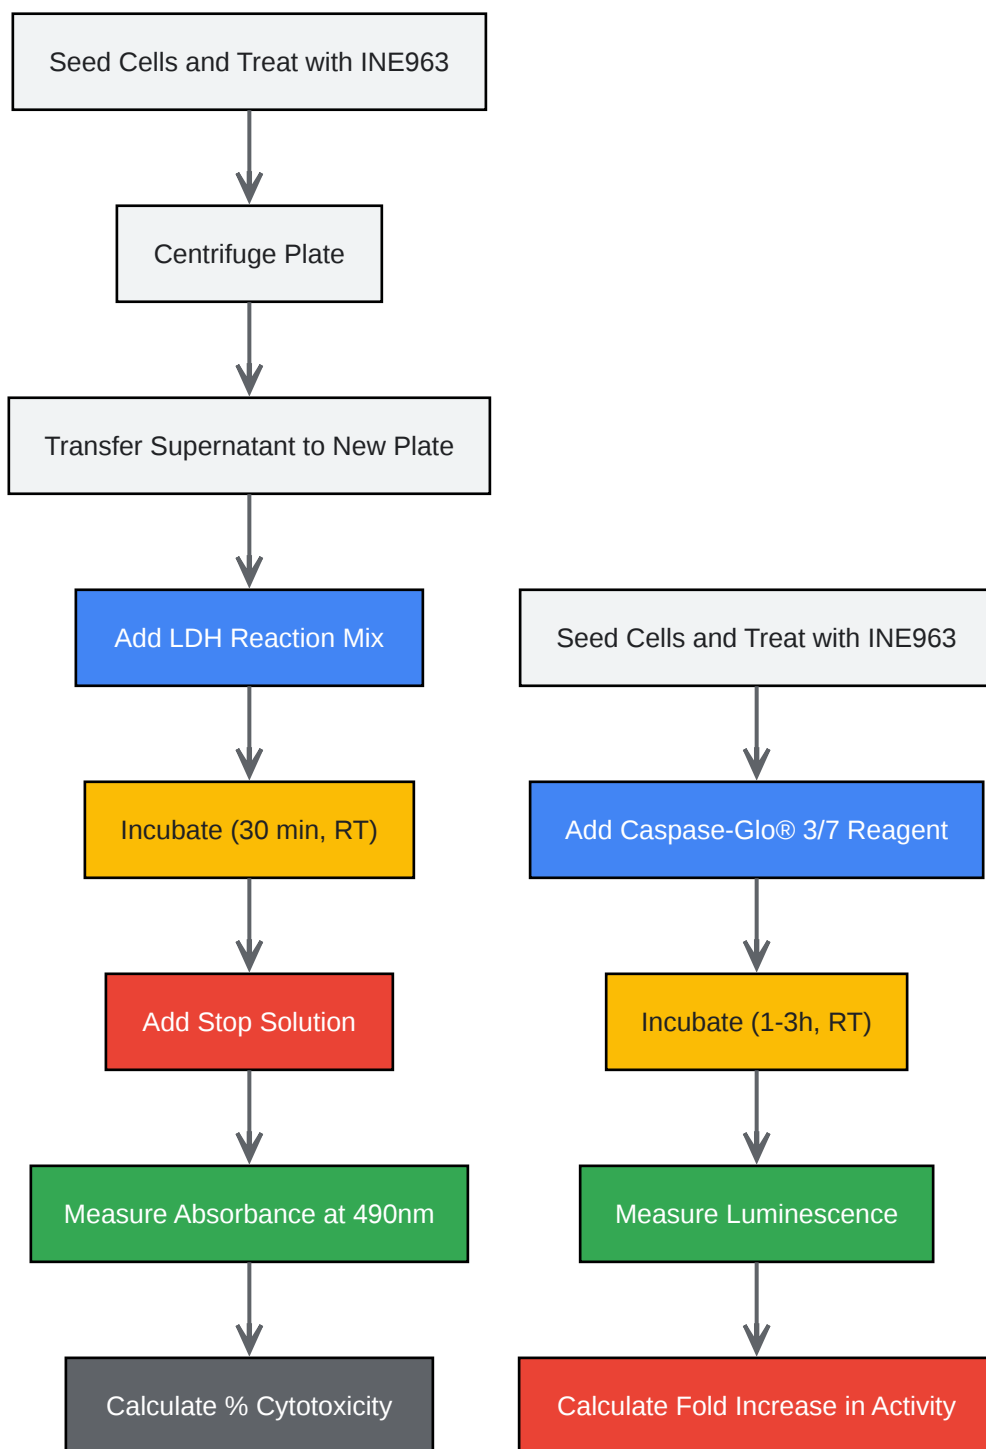 Seed Cells and Treat with INE963
Centrifuge Plate
Transfer Supernatant to New Plate
Add LDH Reaction Mix
Incubate (30 min, RT)
Add Stop Solution
Measure Absorbance at 490nm
Calculate % Cytotoxicity
Seed Cells and Treat with INE963
Add Caspase-Glo® 3/7 Reagent
Incubate (1-3h, RT)
Measure Luminescence
Calculate Fold Increase in Activity